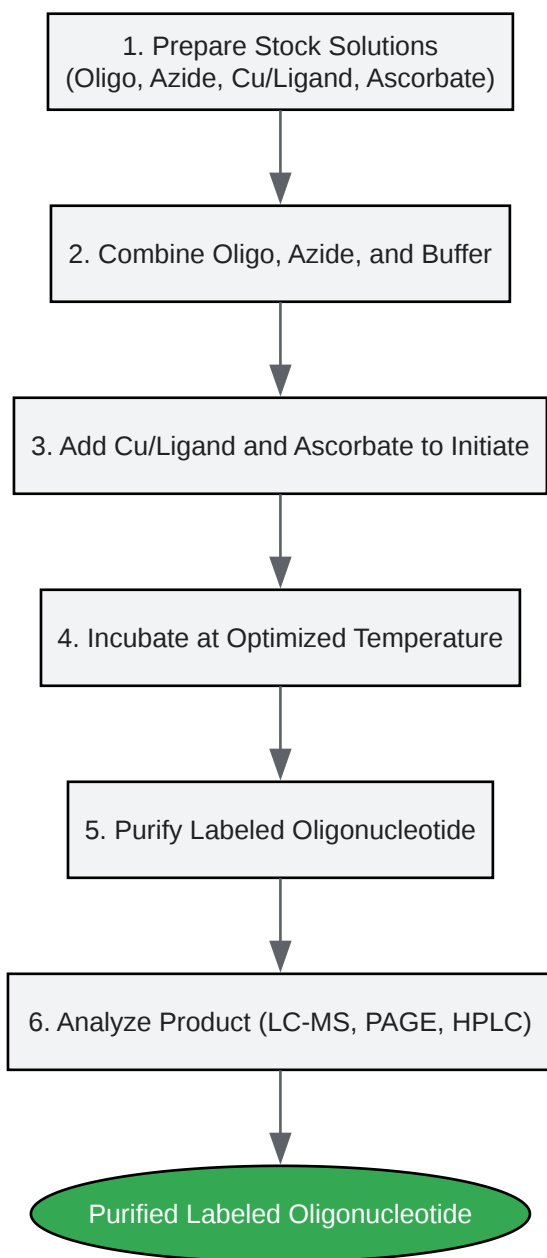 1. Prepare Stock Solutions
(Oligo, Azide, Cu/Ligand, Ascorbate)
2. Combine Oligo, Azide, and Buffer
3. Add Cu/Ligand and Ascorbate to Initiate
4. Incubate at Optimized Temperature
5. Purify Labeled Oligonucleotide
6. Analyze Product (LC-MS, PAGE, HPLC)
Purified Labeled Oligonucleotide